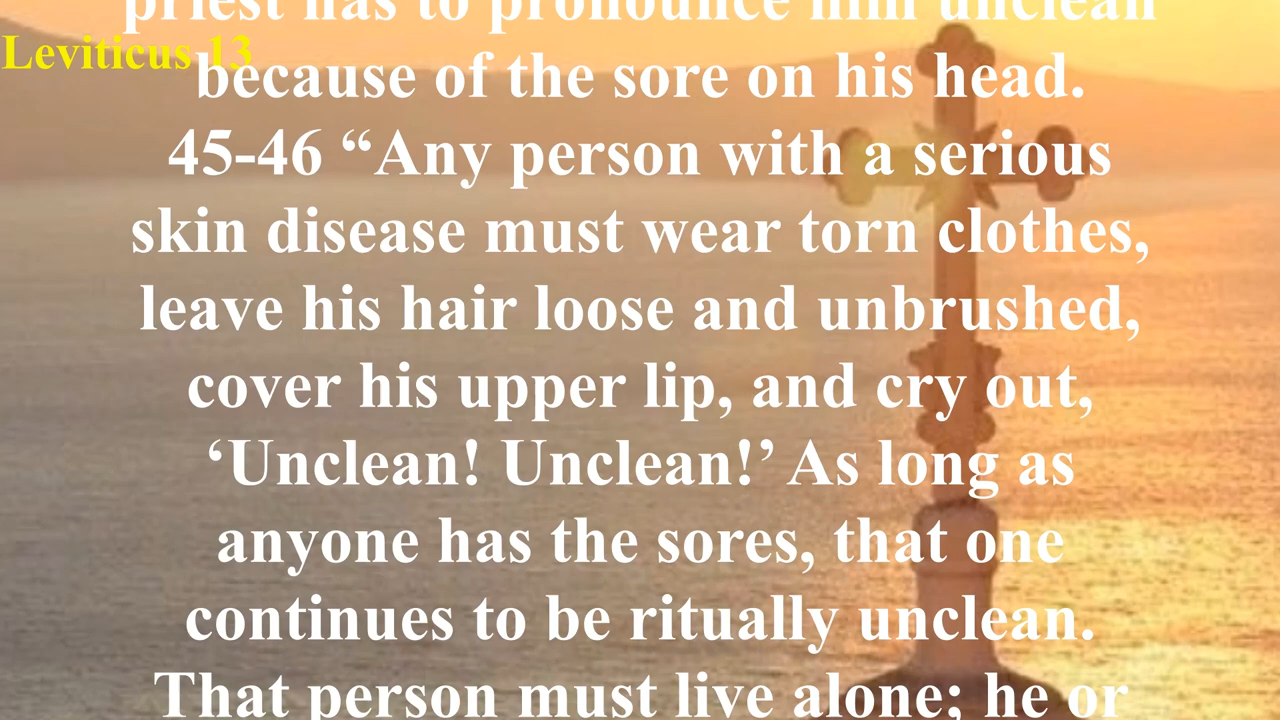 priest has to pronounce him unclean
Leviticus 13
because of the sore on his head.
45-46 “Any person with a serious
skin disease must wear torn clothes,
leave his hair loose and unbrushed,
cover his upper lip, and cry out,
‘Unclean! Unclean!’ As long as
anyone has the sores, that one
continues to be ritually unclean.
That person must live alone; he or